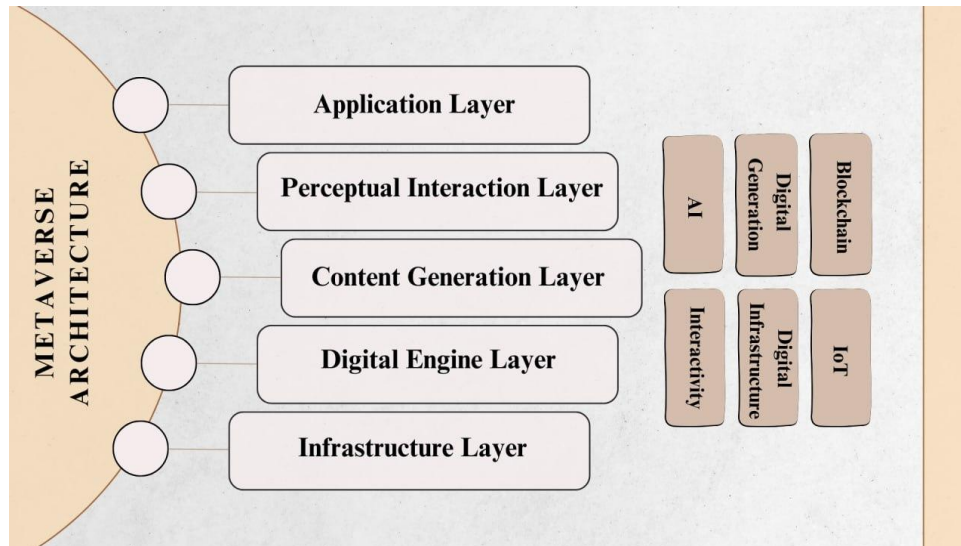 METAVERSE
ARCHITECTURE
Application Layer
Perceptual Interaction Layer
Content Generation Layer
Digital Engine Layer
Infrastructure Layer
AI
Digital
Generation
Blockchain
Interactivity
Digital
Infrastructure
IoT